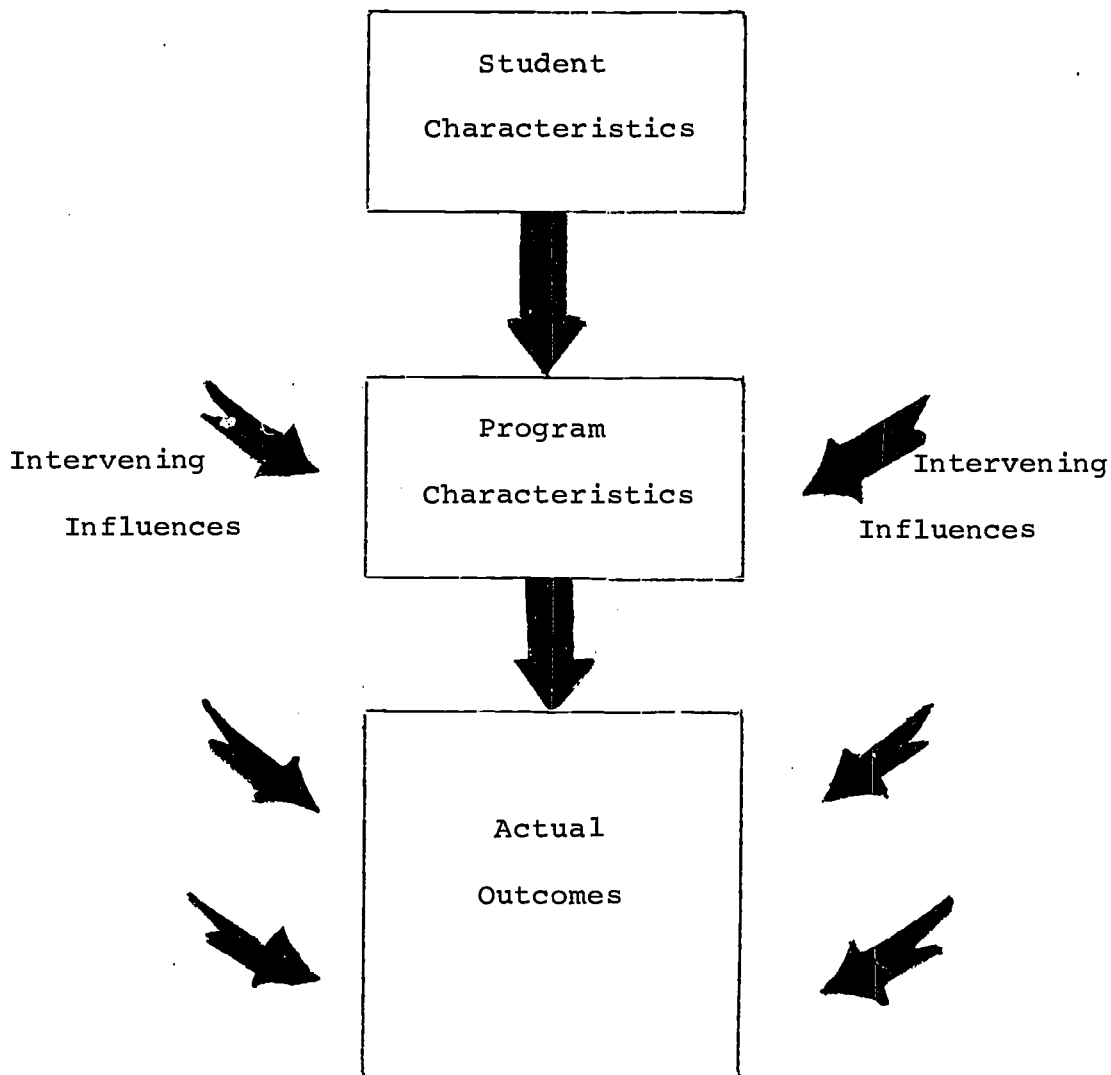 Student
Characteristics
Program
Characteristics
Intervening
Influences
Intervening
Influences
Actual
Outcomes